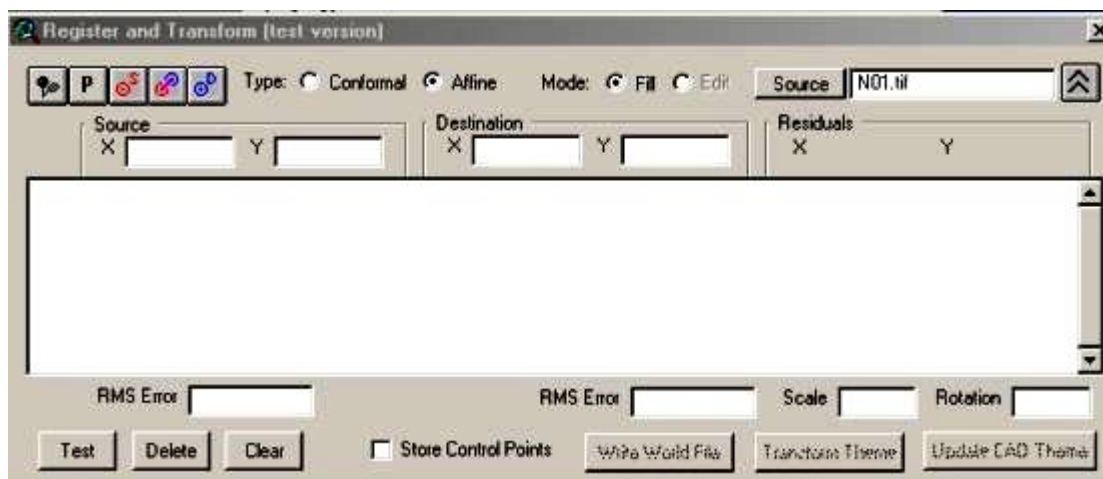 Register and Transform (test version)
P S D Type: Conformal Affine Mode: Fill Edit Source N01.tif
Source Destination Residuals
X Y X Y X Y
RMS Error RMS Error Scale Rotation
Test Delete Clear Store Control Points Write World File Transform Theme Update CAD Theme